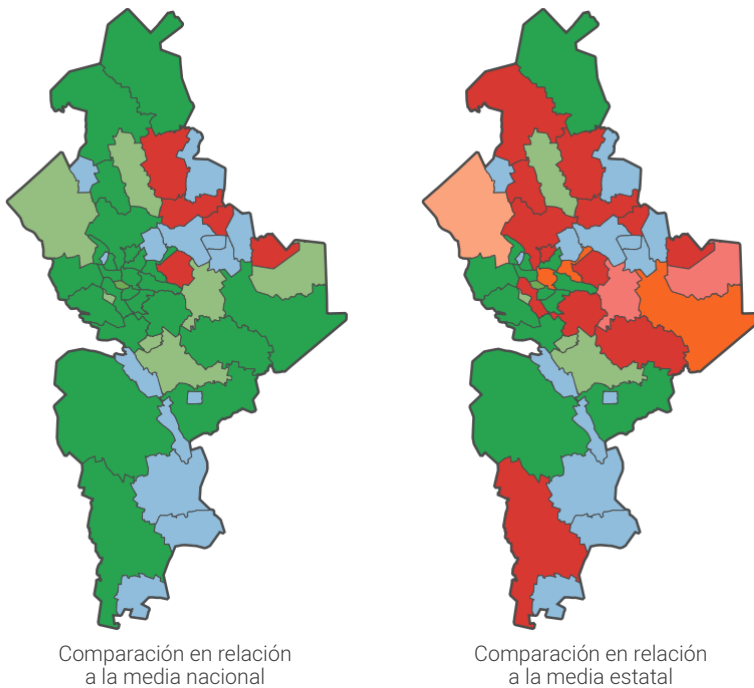 Comparación en relación
a la media nacional
Comparación en relación
a la media estatal